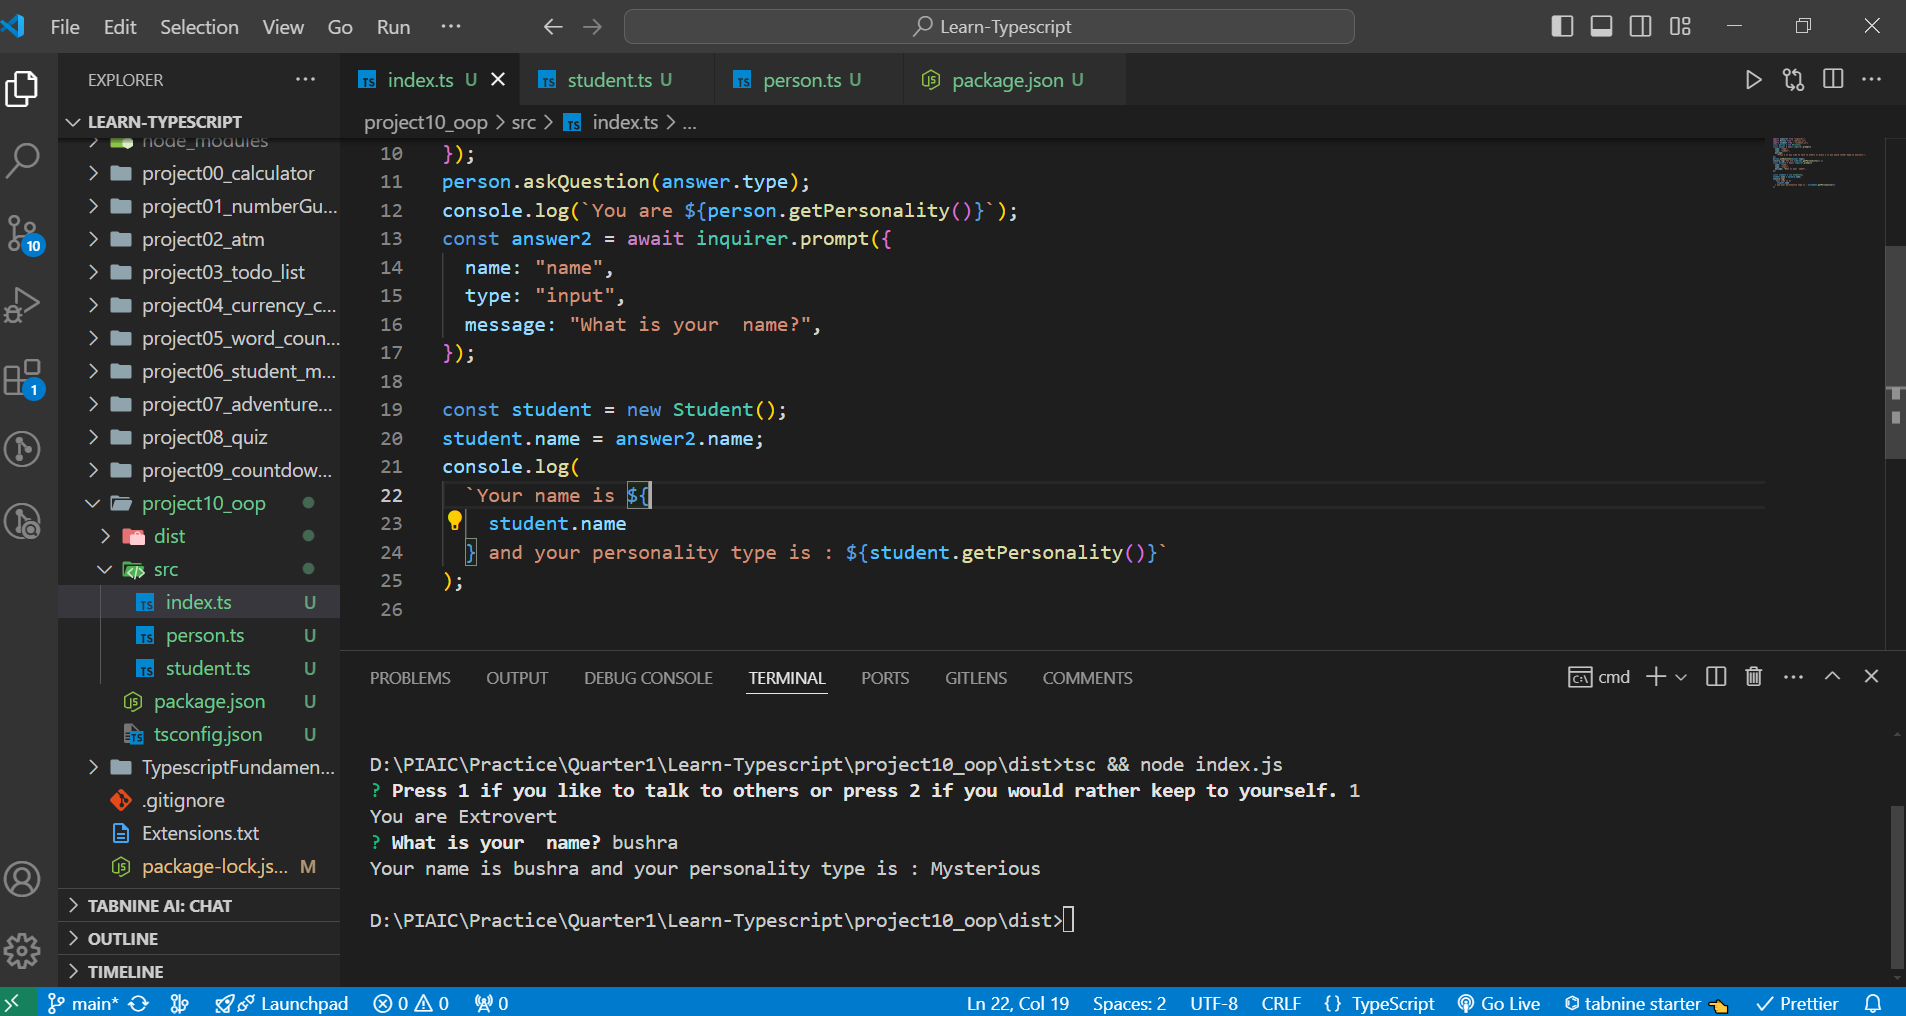 File Edit Selection View Go Run ··· Learn-Typescript
EXPLORER ···
LEARN-TYPESCRIPT
node_modules
project00_calculator
project01_numberGu...
project02_atm
project03_todo_list
project04_currency_c...
project05_word_coun...
project06_student_m...
project07_adventure...
project08_quiz
project09_countdow...
project10_oop
dist
src
index.ts U
person.ts U
student.ts U
package.json U
tsconfig.json U
TypescriptFundamen...
.gitignore
Extensions.txt
package-lock.js... M
TABNINE AI: CHAT
OUTLINE
TIMELINE
10
1
index.ts U student.ts U person.ts U package.json U
project10_oop > src > index.ts > ...
10 });
11 person.askQuestion(answer.type);
12 console.log(`You are ${person.getPersonality()}`);
13 const answer2 = await inquirer.prompt({
14 name: "name",
15 type: "input",
16 message: "What is your  name?",
17 });
18
19 const student = new Student();
20 student.name = answer2.name;
21 console.log(
22 `Your name is ${
23 student.name
24 } and your personality type is : ${student.getPersonality()}`
25 );
26
PROBLEMS OUTPUT DEBUG CONSOLE TERMINAL PORTS GITLENS COMMENTS cmd
D:\PIAIC\Practice\Quarter1\Learn-Typescript\project10_oop\dist>tsc && node index.js
? Press 1 if you like to talk to others or press 2 if you would rather keep to yourself. 1
You are Extrovert
? What is your  name? bushra
Your name is bushra and your personality type is : Mysterious
D:\PIAIC\Practice\Quarter1\Learn-Typescript\project10_oop\dist>
main* Launchpad 0 0 0 Ln 22, Col 19 Spaces: 2 UTF-8 CRLF {} TypeScript Go Live tabnine starter Prettier